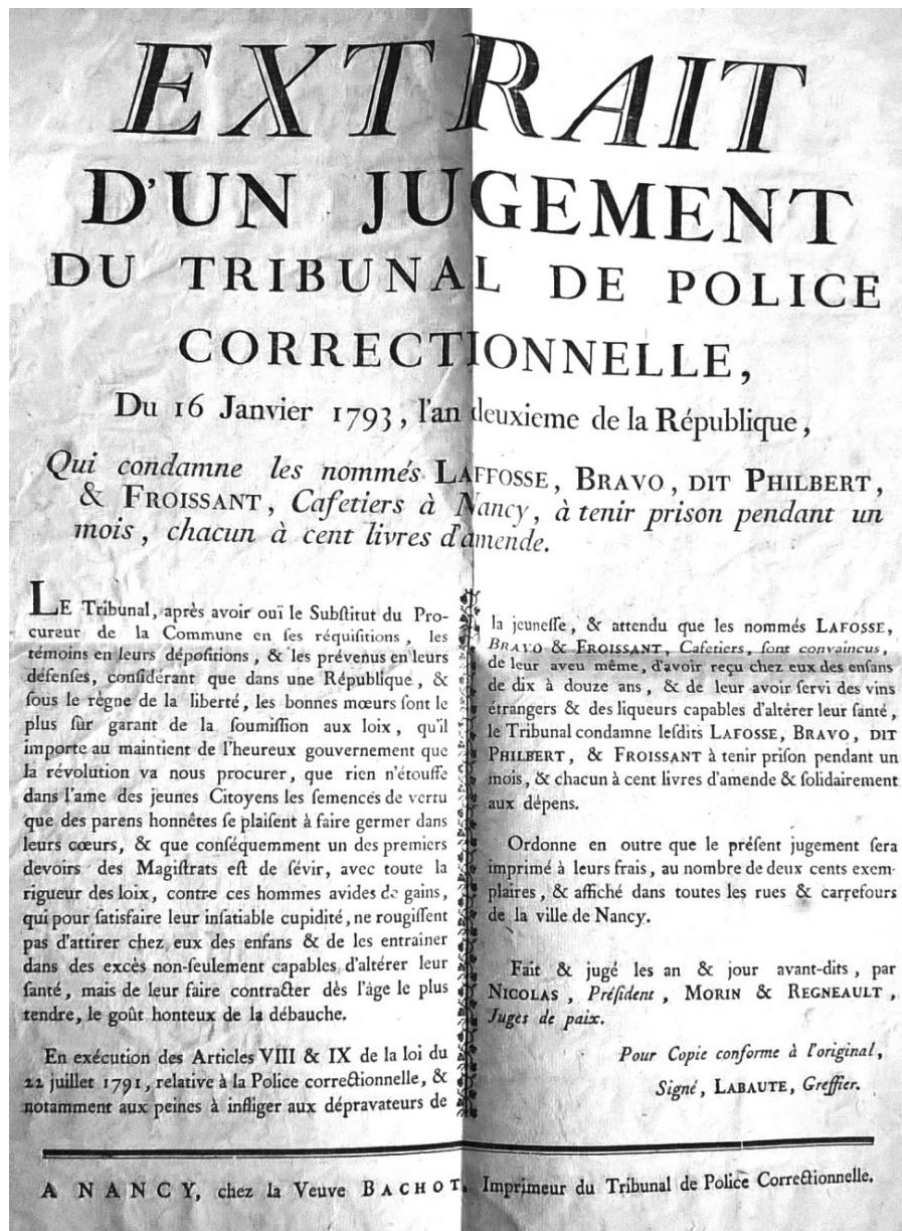 EXTRAIT
D'UN JUGEMENT
DU TRIBUNAL DE POLICE
CORRECTIONNELLE,
Du 16 Janvier 1793, l'an deuxieme de la République,
Qui condamne les nommés LAFFOSSE, BRAVO, DIT PHILBERT,
& FROISSANT, Cafetiers à Nancy, à tenir prison pendant un
mois, chacun à cent livres d'amende.
LE Tribunal, après avoir ouï le Subſtitut du Pro-
cureur de la Commune en ſes réquiſitions, les
témoins en leurs dépoſitions, & les prévenus en leurs
défenſes, conſidérant que dans une République, &
ſous le règne de la liberté, les bonnes mœurs ſont le
plus ſûr garant de la ſoumiſſion aux loix, qu'il
importe au maintient de l'heureux gouvernement que
la révolution va nous procurer, que rien n'étouffe
dans l'ame des jeunes Citoyens les ſemences de vertu
que des parens honnêtes ſe plaiſent à faire germer dans
leurs cœurs, & que conſéquemment un des premiers
devoirs des Magiſtrats eſt de ſévir, avec toute la
rigueur des loix, contre ces hommes avides de gains,
qui pour ſatisfaire leur inſatiable cupidité, ne rougiſſent
pas d'attirer chez eux des enfans & de les entraîner
dans des excès non-ſeulement capables d'altérer leur
ſanté, mais de leur faire contracter dès l'âge le plus
tendre, le goût honteux de la débauche.
En exécution des Articles VIII & IX de la loi du
22 juillet 1791, relative à la Police correctionnelle, &
notamment aux peines à infliger aux dépravateurs de
la jeuneſſe, & attendu que les nommés LAFOSSE,
BRAVO & FROISSANT, Cafetiers, ſont convaincus,
de leur aveu même, d'avoir reçu chez eux des enfans
de dix à douze ans, & de leur avoir ſervi des vins
étrangers & des liqueurs capables d'altérer leur ſanté,
le Tribunal condamne leſdits LAFOSSE, BRAVO, DIT
PHILBERT, & FROISSANT à tenir priſon pendant un
mois, & chacun à cent livres d'amende & ſolidairement
aux dépens.
Ordonne en outre que le préſent jugement ſera
imprimé à leurs frais, au nombre de deux cents exem-
plaires, & affiché dans toutes les rues & carrefours
de la ville de Nancy.
Fait & jugé les an & jour avant-dits, par
NICOLAS, Préſident, MORIN & REGNEAULT,
Juges de paix.
Pour Copie conforme à l'original,
Signé, LABAUTE, Greffier.
A NANCY, chez la Veuve BACHOT, Imprimeur du Tribunal de Police Correctionnelle.